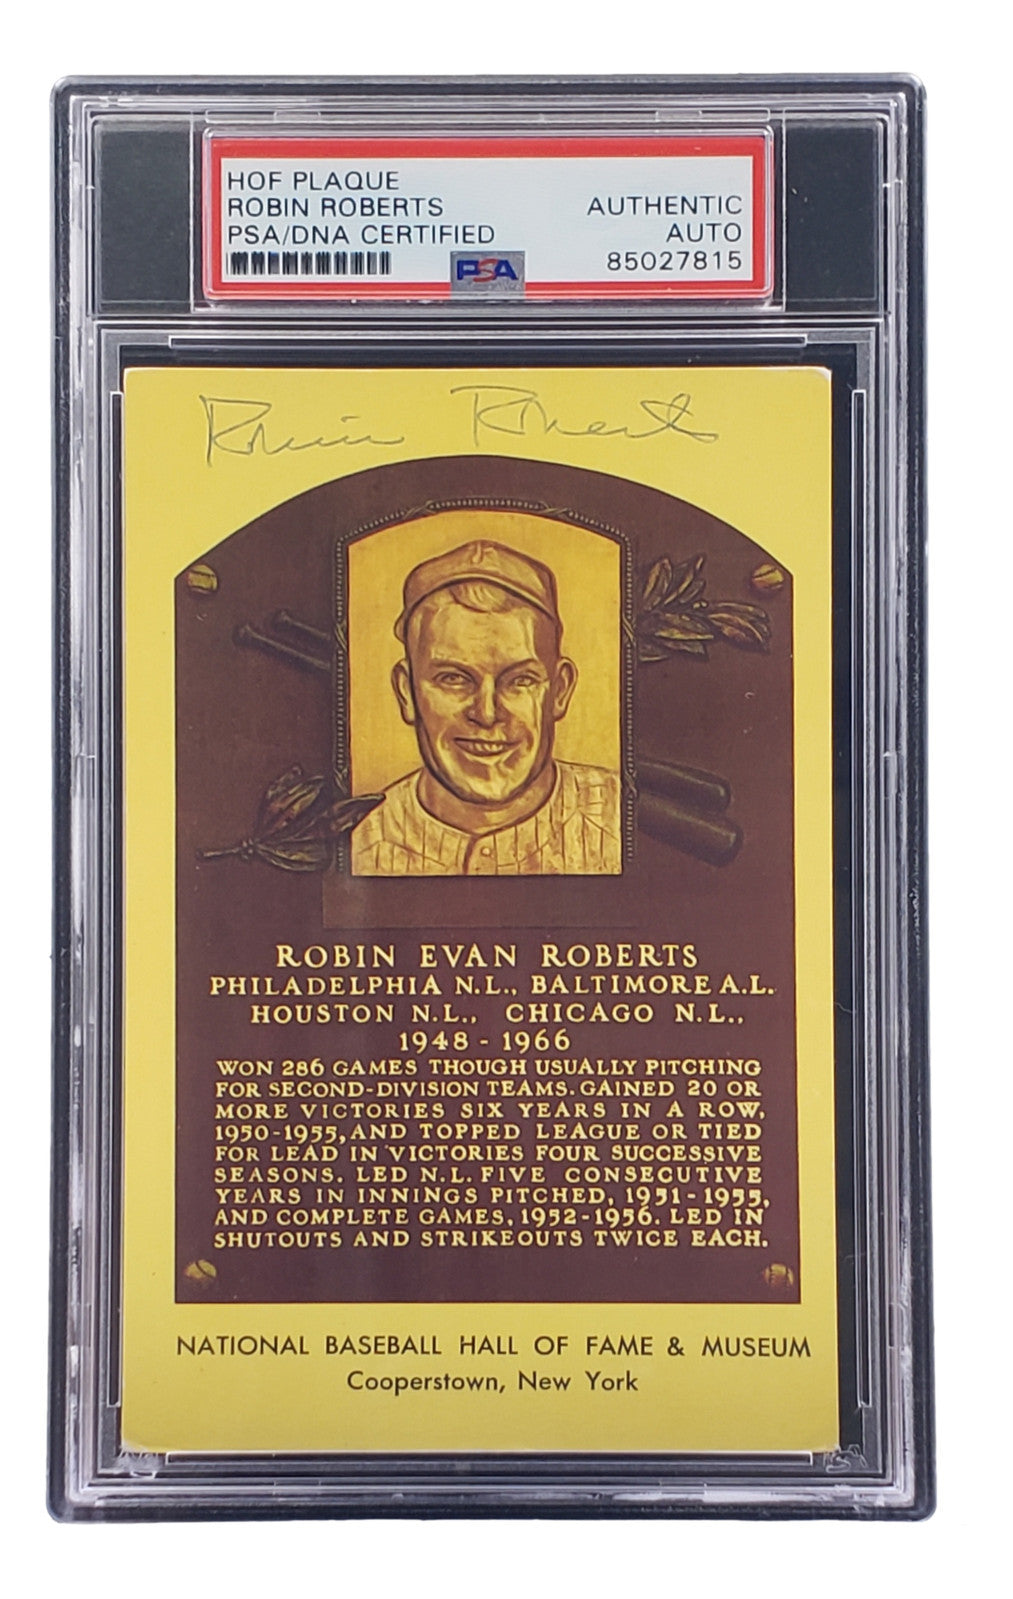 HOF PLAQUE
ROBIN ROBERTS
PSA/DNA CERTIFIED
AUTHENTIC
AUTO
85027815
PSA
Robin Roberts
ROBIN EVAN ROBERTS
PHILADELPHIA N.L., BALTIMORE A.L.
HOUSTON N.L., CHICAGO N.L.,
1948 - 1966
WON 286 GAMES THOUGH USUALLY PITCHING
FOR SECOND-DIVISION TEAMS. GAINED 20 OR
MORE VICTORIES SIX YEARS IN A ROW,
1950-1955, AND TOPPED LEAGUE OR TIED
FOR LEAD IN VICTORIES FOUR SUCCESSIVE
SEASONS. LED N.L. FIVE CONSECUTIVE
YEARS IN INNINGS PITCHED, 1951-1955,
AND COMPLETE GAMES, 1952-1956. LED IN
SHUTOUTS AND STRIKEOUTS TWICE EACH.
NATIONAL BASEBALL HALL OF FAME & MUSEUM
Cooperstown, New York